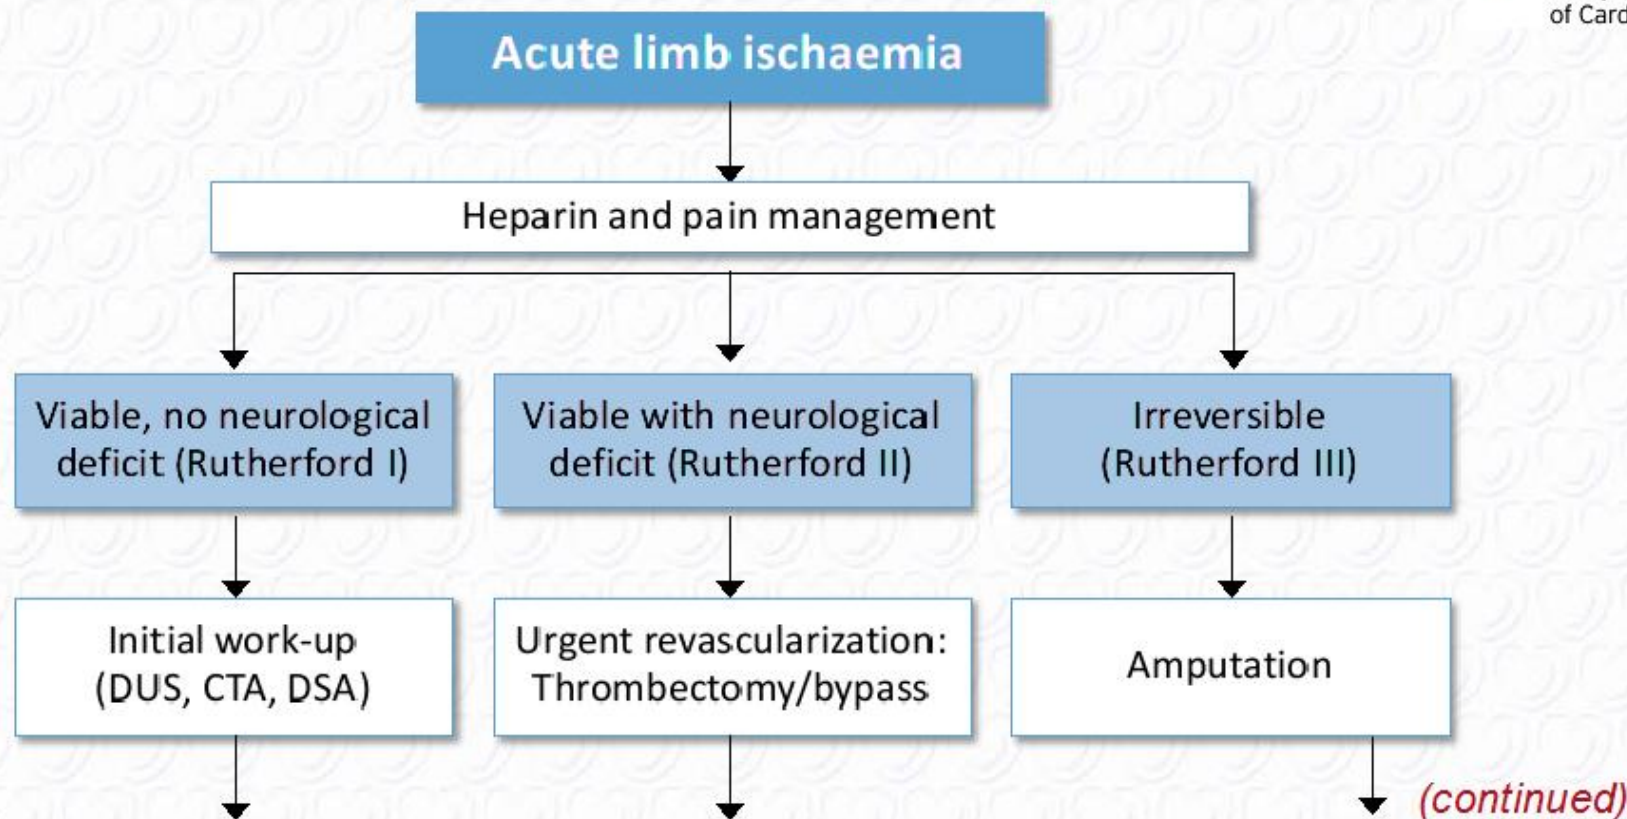 of Card
Acute limb ischaemia
Heparin and pain management
Viable, no neurological
deficit (Rutherford I)
Viable with neurological
deficit (Rutherford II)
Irreversible
(Rutherford III)
Initial work-up
(DUS, CTA, DSA)
Urgent revascularization:
Thrombectomy/bypass
Amputation
(continued)